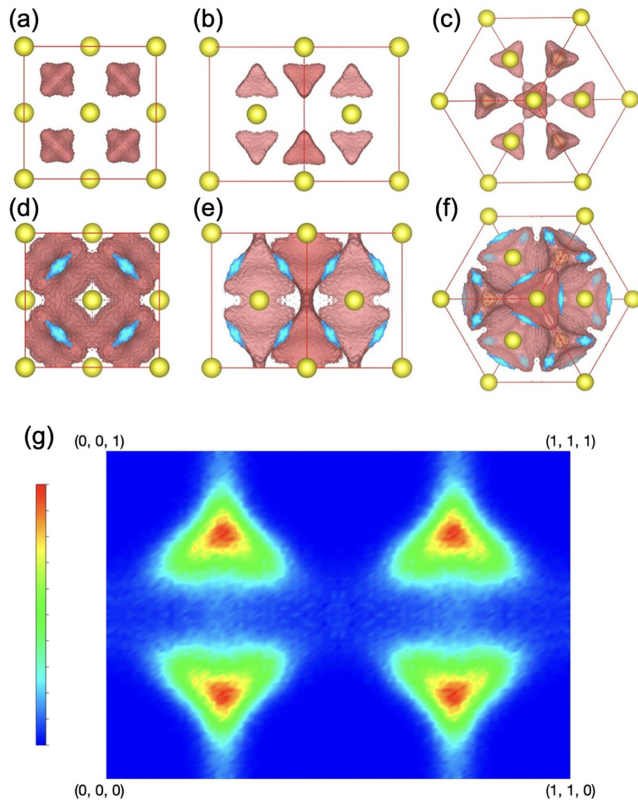 (a)
(b)
(c)
(d)
(e)
(f)
(g)
(0, 0, 1)
(1, 1, 1)
(0, 0, 0)
(1, 1, 0)